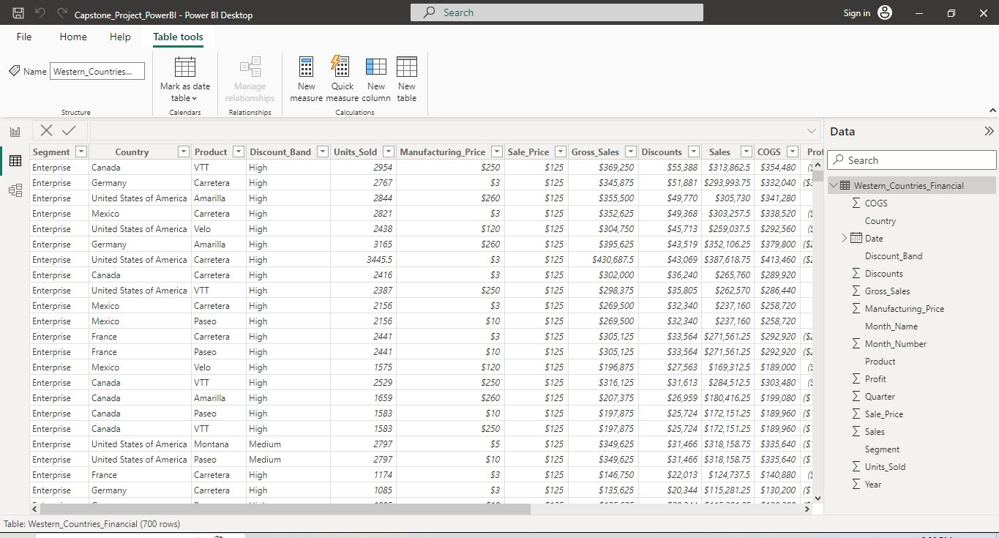 Capstone_Project_PowerBI - Power BI Desktop
Search
Sign in
File Home Help Table tools
Name Western_Countries...
Mark as date table
Manage relationships
New measure
Quick measure
New column
New table
Structure Calendars Relationships Calculations
Data
Segment Country Product Discount_Band Units_Sold Manufacturing_Price Sale_Price Gross_Sales Discounts Sales COGS
Enterprise Canada VTT High 2954 $250 $125 $369,250 $55,388 $313,862.5 $354,480
Enterprise Germany Carretera High 2767 $3 $125 $345,875 $51,881 $293,993.75 $332,040
Enterprise United States of America Amarilla High 2844 $260 $125 $355,500 $49,770 $305,730 $341,280
Enterprise Mexico Carretera High 2821 $3 $125 $352,625 $49,368 $303,257.5 $338,520
Enterprise United States of America Velo High 2438 $120 $125 $304,750 $45,713 $259,037.5 $292,560
Enterprise Germany Amarilla High 3165 $260 $125 $395,625 $43,519 $352,106.25 $379,800
Enterprise United States of America Carretera High 3445.5 $3 $125 $430,687.5 $43,069 $387,618.75 $413,460
Enterprise Canada Carretera High 2416 $3 $125 $302,000 $36,240 $265,760 $289,920
Enterprise United States of America VTT High 2387 $250 $125 $298,375 $35,805 $262,570 $286,440
Enterprise Mexico Carretera High 2156 $3 $125 $269,500 $32,340 $237,160 $258,720
Enterprise Mexico Paseo High 2156 $10 $125 $269,500 $32,340 $237,160 $258,720
Enterprise France Carretera High 2441 $3 $125 $305,125 $33,564 $271,561.25 $292,920
Enterprise France Paseo High 2441 $10 $125 $305,125 $33,564 $271,561.25 $292,920
Enterprise Mexico Velo High 1575 $120 $125 $196,875 $27,563 $169,312.5 $189,000
Enterprise Canada VTT High 2529 $250 $125 $316,125 $31,613 $284,512.5 $303,480
Enterprise Canada Amarilla High 1659 $260 $125 $207,375 $26,959 $180,416.25 $199,080
Enterprise Canada Paseo High 1583 $10 $125 $197,875 $25,724 $172,151.25 $189,960
Enterprise Canada VTT High 1583 $250 $125 $197,875 $25,724 $172,151.25 $189,960
Enterprise United States of America Montana Medium 2797 $5 $125 $349,625 $31,466 $318,158.75 $335,640
Enterprise United States of America Paseo Medium 2797 $10 $125 $349,625 $31,466 $318,158.75 $335,640
Enterprise France Carretera High 1174 $3 $125 $146,750 $22,013 $124,737.5 $140,880
Enterprise Germany Carretera High 1085 $3 $125 $135,625 $20,344 $115,281.25 $130,200
Search
Western_Countries_Financial
COGS
Country
Date
Discount_Band
Discounts
Gross_Sales
Manufacturing_Price
Month_Name
Month_Number
Product
Profit
Quarter
Sale_Price
Sales
Segment
Units_Sold
Year
Table: Western_Countries_Financial (700 rows)